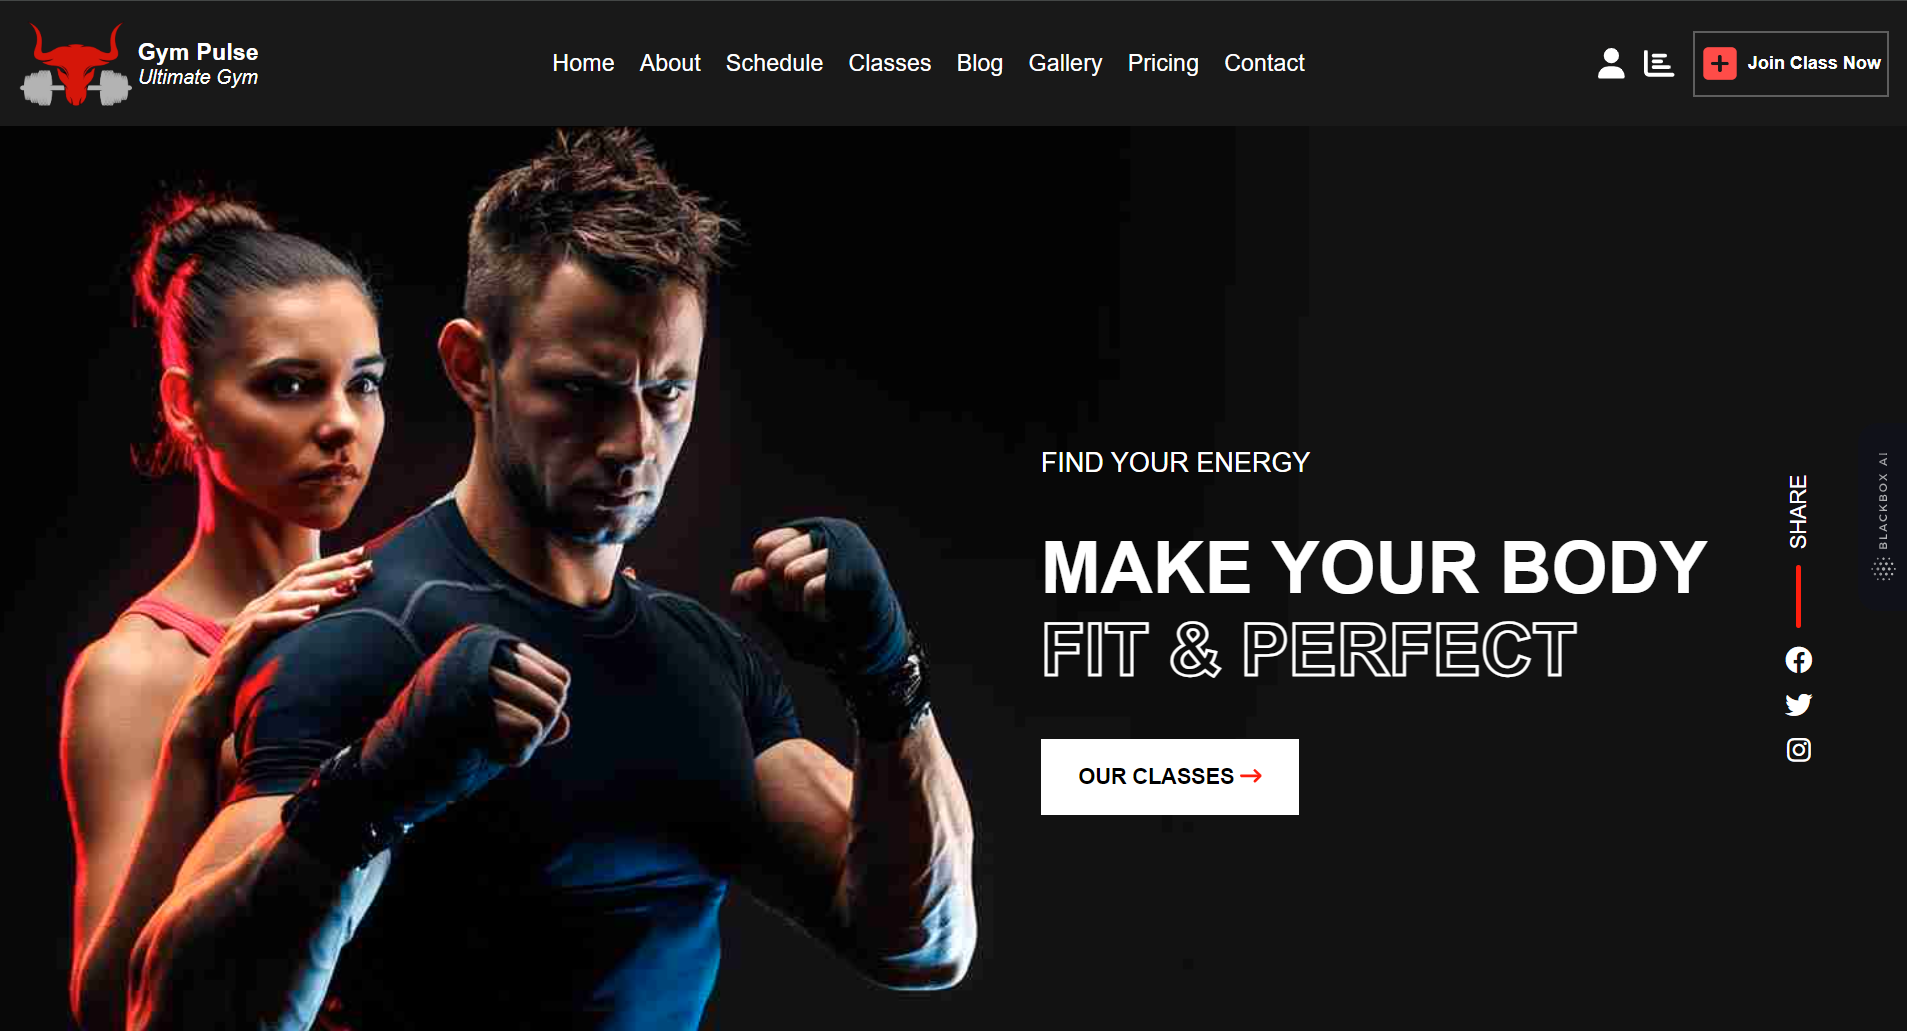 Gym Pulse
Ultimate Gym
Home About Schedule Classes Blog Gallery Pricing Contact
Join Class Now
FIND YOUR ENERGY
MAKE YOUR BODY
FIT & PERFECT
OUR CLASSES
SHARE
BLACKBOX AI